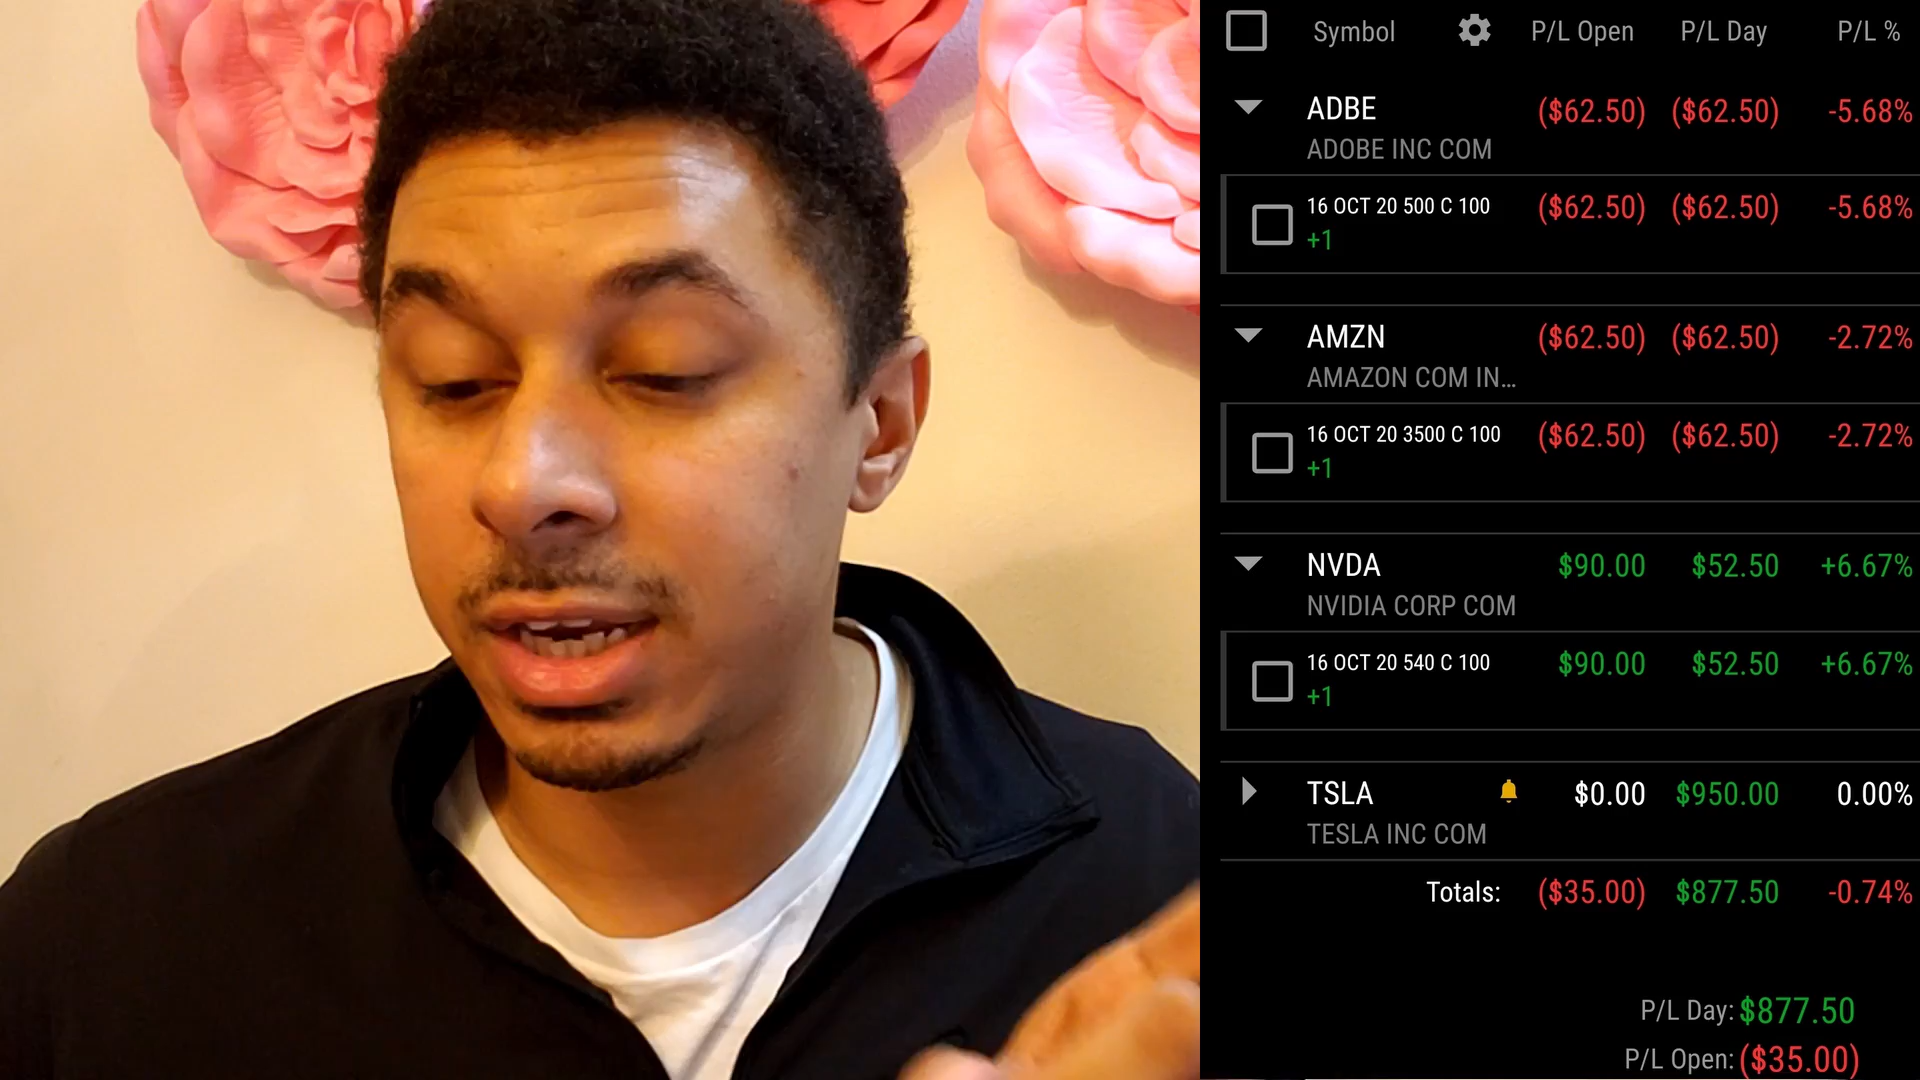 Symbol P/L Open P/L Day P/L %
ADBE ($62.50) ($62.50) -5.68%
ADOBE INC COM
16 OCT 20 500 C 100 ($62.50) ($62.50) -5.68%
+1
AMZN ($62.50) ($62.50) -2.72%
AMAZON COM IN...
16 OCT 20 3500 C 100 ($62.50) ($62.50) -2.72%
+1
NVDA $90.00 $52.50 +6.67%
NVIDIA CORP COM
16 OCT 20 540 C 100 $90.00 $52.50 +6.67%
+1
TSLA $0.00 $950.00 0.00%
TESLA INC COM
Totals: ($35.00) $877.50 -0.74%
P/L Day: $877.50
P/L Open: ($35.00)